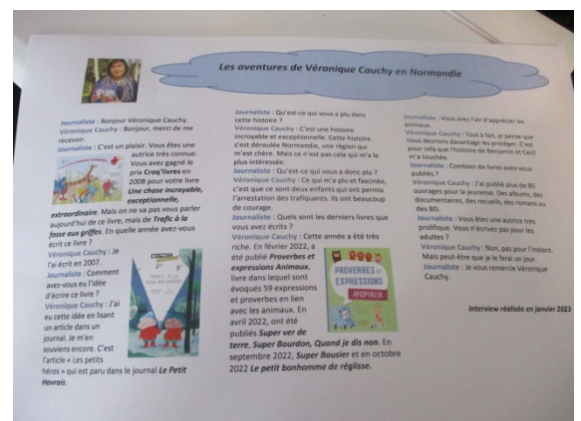 Les aventures de Véronique Cauchy en Normandie
Journaliste : Bonjour Véronique Cauchy.
Véronique Cauchy : Bonjour, merci de me
recevoir.
Journaliste : C'est un plaisir. Vous êtes une
autrice très connue.
Vous avez gagné le
prix Croq'livres en
2008 pour votre livre
Une chose incroyable,
exceptionnelle,
extraordinaire. Mais on ne va pas vous parler
aujourd'hui de ce livre, mais de Trafic à la
fosse aux griffes. En quelle année avez-vous
écrit ce livre ?
Véronique Cauchy : Je
l'ai écrit en 2007.
Journaliste : Comment
avez-vous eu l'idée
d'écrire ce livre ?
Véronique Cauchy : J'ai
eu cette idée en lisant
un article dans un
journal. Je m'en
souviens encore. C'est
l'article « Les petits
héros » qui est paru dans le journal Le Petit
Havrais.
Journaliste : Qu'est-ce qui vous a plu dans
cette histoire ?
Véronique Cauchy : C'est une histoire
incroyable et exceptionnelle. Cette histoire
s'est déroulée Normandie, une région qui
m'est chère. Mais ce n'est pas cela qui m'a le
plus intéressée.
Journaliste : Qu'est-ce qui vous a donc plu ?
Véronique Cauchy : Ce qui m'a plu et fascinée,
c'est que ce sont deux enfants qui ont permis
l'arrestation des trafiquants. Ils ont beaucoup
de courage.
Journaliste : Quels sont les derniers livres que
vous avez écrits ?
Véronique Cauchy : Cette année a été très
riche. En février 2022, a
été publié Proverbes et
expressions Animaux,
livre dans lequel sont
évoqués 59 expressions
et proverbes en lien
avec les animaux. En
avril 2022, ont été
publiés Super ver de
terre, Super Bourdon, Quand je dis non. En
septembre 2022, Super Bousier et en octobre
2022 Le petit bonhomme de réglisse.
PROVERBES ET
EXPRESSIONS
ANIMAUX
Journaliste : Vous avez l'air d'apprécier les
animaux.
Véronique Cauchy : Tout à fait, je pense que
nous devrions davantage les protéger. C'est
pour cela que l'histoire de Benjamin et Cecil
m'a touchée.
Journaliste : Combien de livres avez-vous
publiés ?
Véronique Cauchy : J'ai publié plus de 80
ouvrages pour la jeunesse. Des albums, des
documentaires, des recueils, des romans ou
des BD.
Journaliste : Vous êtes une autrice très
prolifique. Vous n'écrives pas pour les
adultes ?
Véronique Cauchy : Non, pas pour l'instant.
Mais peut-être que je le ferai un jour.
Journaliste : Je vous remercie Véronique
Cauchy.
Interview réalisée en janvier 2023